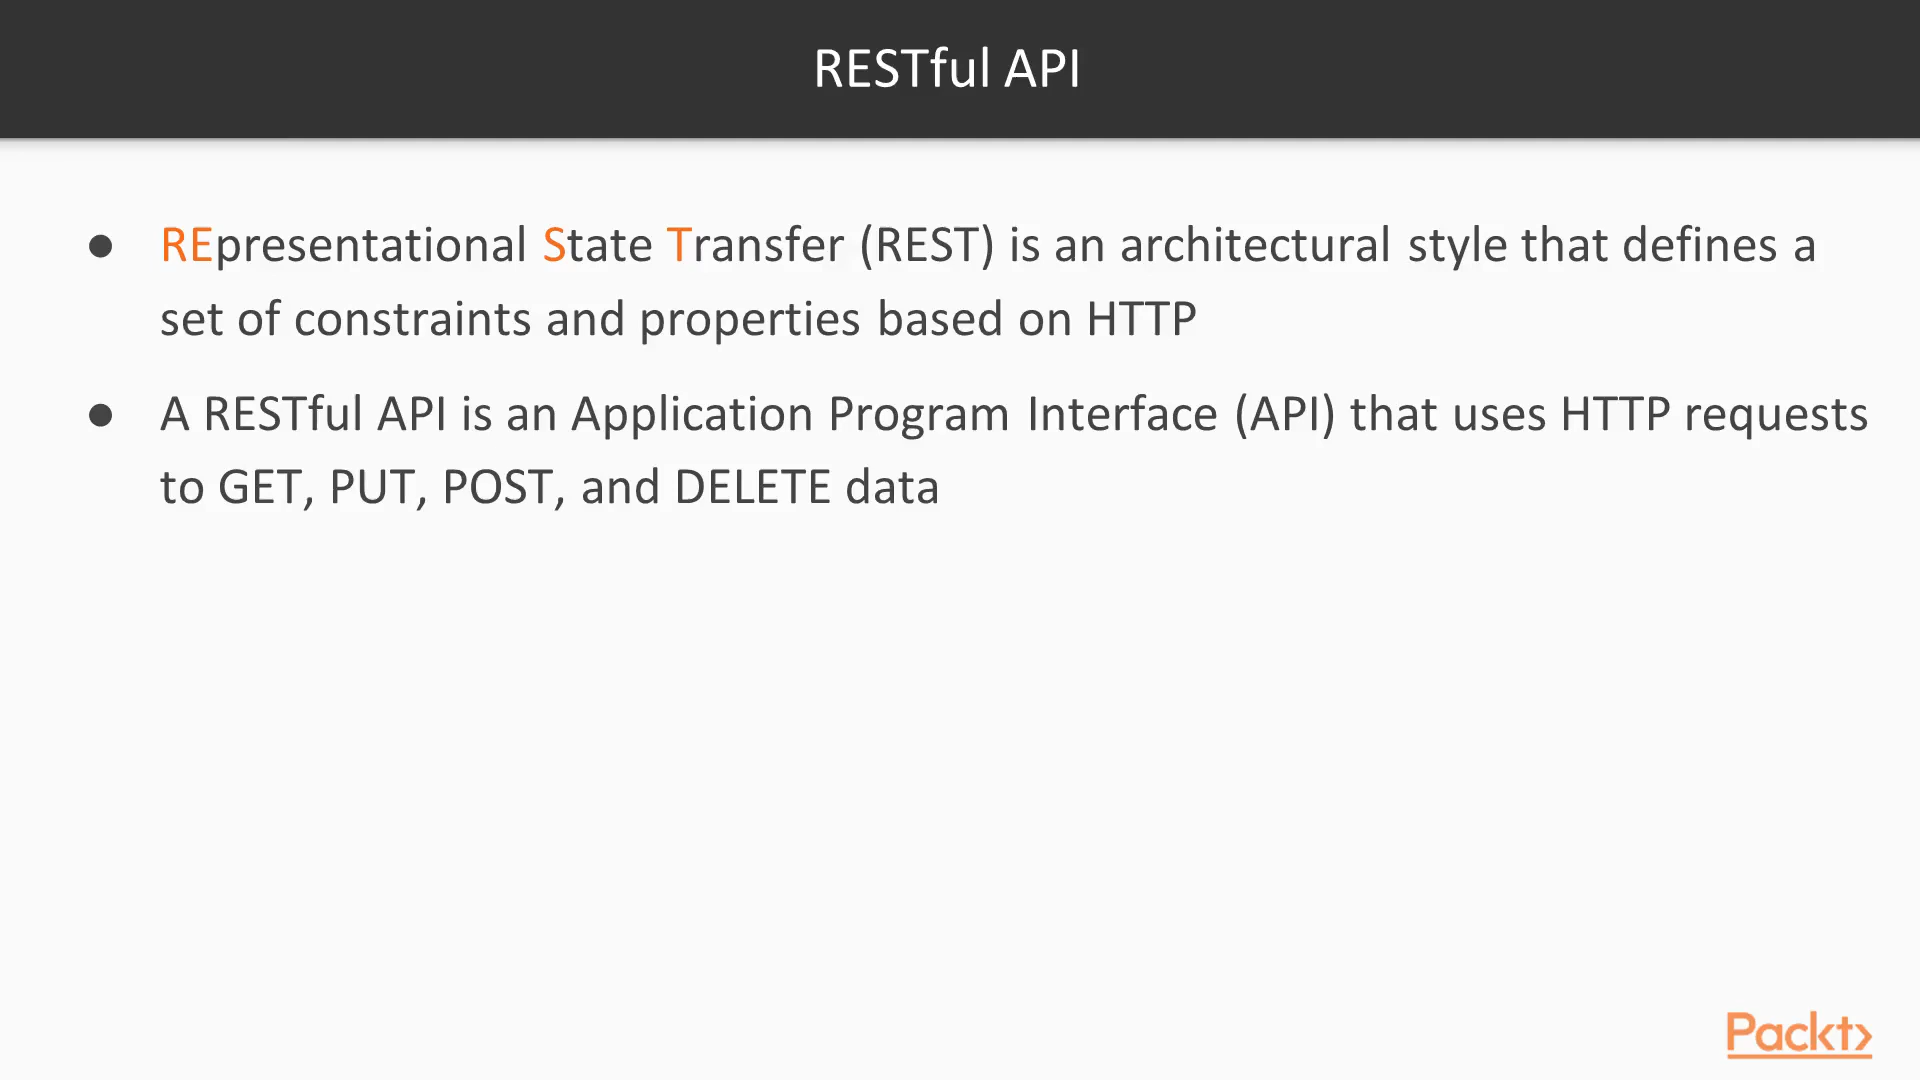 RESTful API
● REpresentational State Transfer (REST) is an architectural style that defines a
set of constraints and properties based on HTTP
● A RESTful API is an Application Program Interface (API) that uses HTTP requests
to GET, PUT, POST, and DELETE data
Packt>